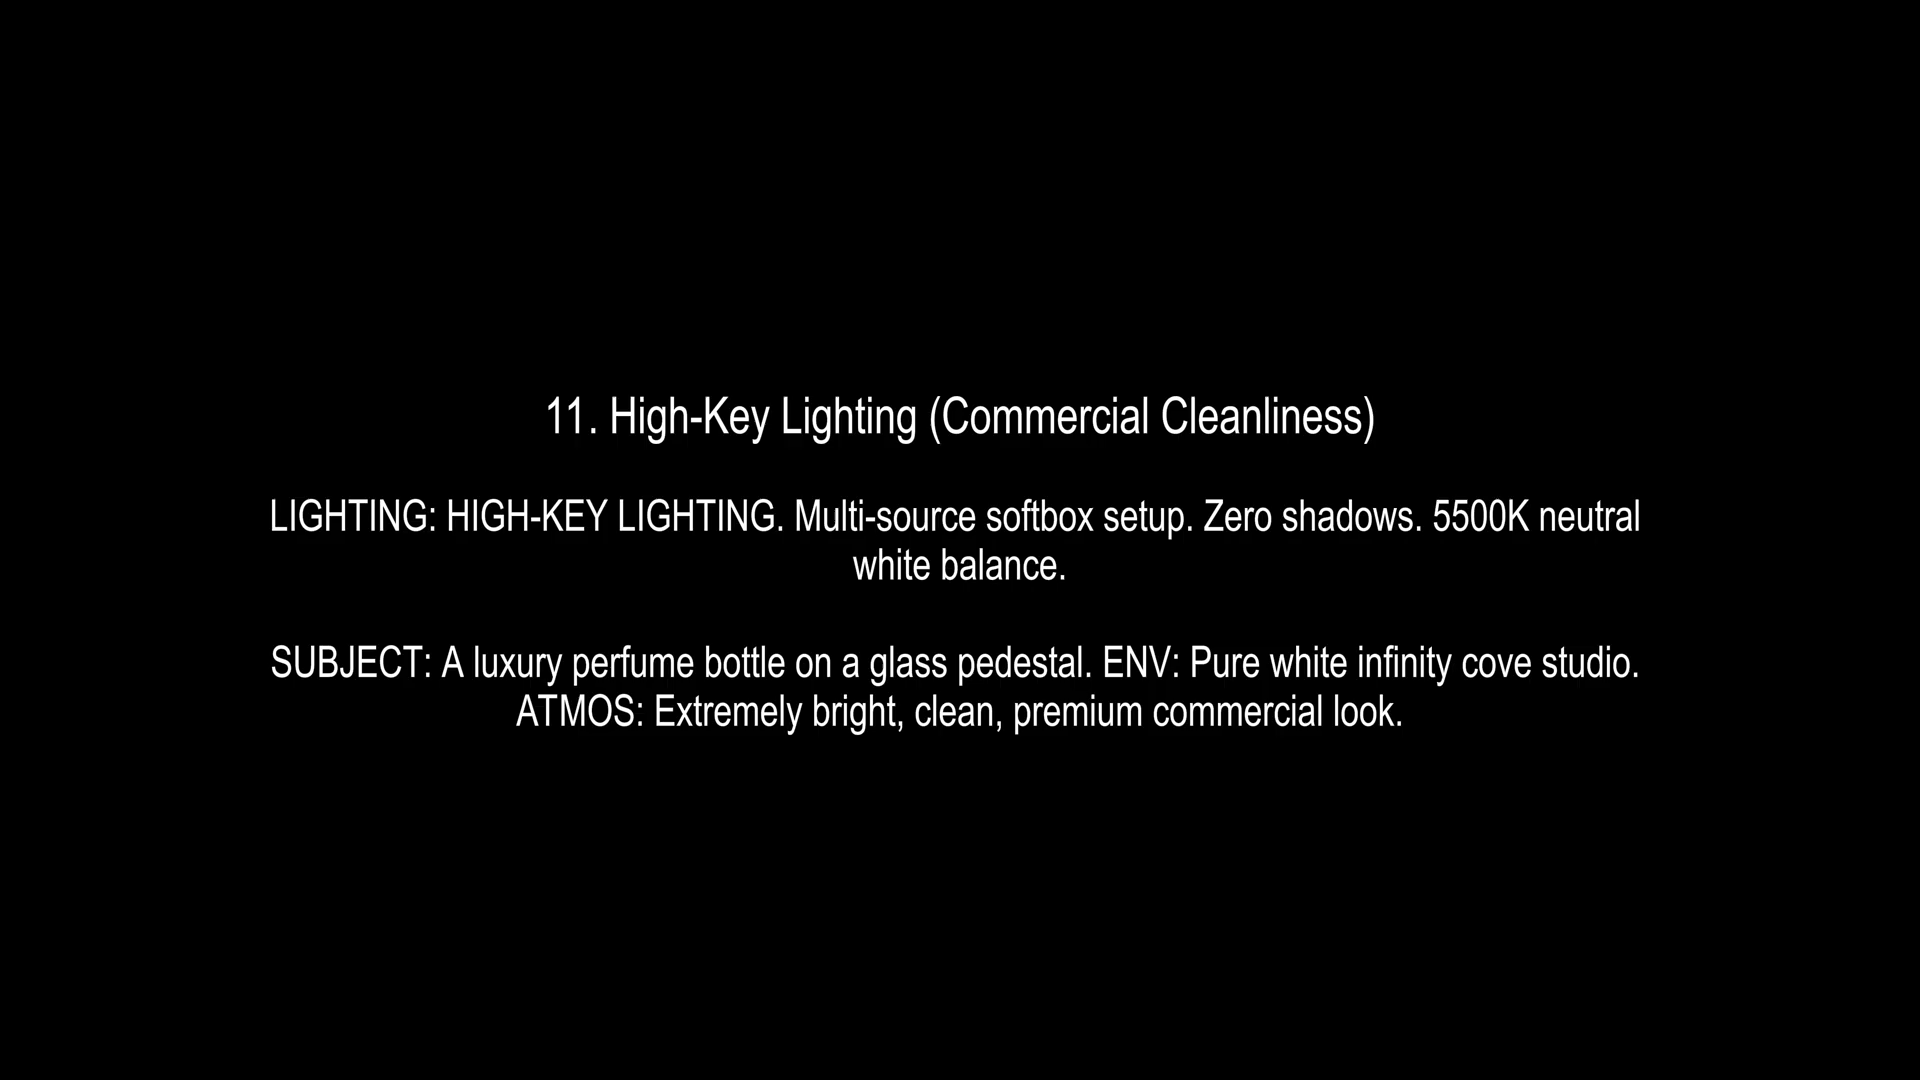 11. High-Key Lighting (Commercial Cleanliness)
LIGHTING: HIGH-KEY LIGHTING. Multi-source softbox setup. Zero shadows. 5500K neutral
white balance.
SUBJECT: A luxury perfume bottle on a glass pedestal. ENV: Pure white infinity cove studio.
ATMOS: Extremely bright, clean, premium commercial look.